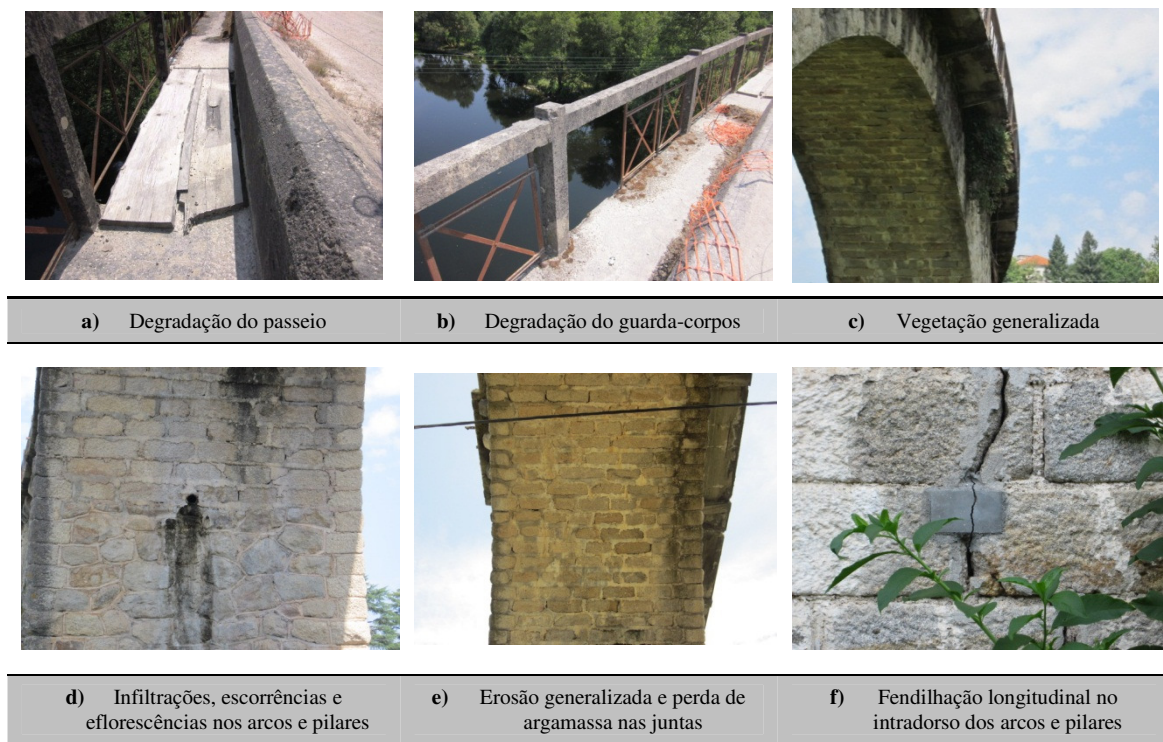 a) Degradação do passeio
b) Degradação do guarda-corpos
c) Vegetação generalizada
d) Infiltrações, escorrências e
eflorescências nos arcos e pilares
e) Erosão generalizada e perda de
argamassa nas juntas
f) Fendilhação longitudinal no
intradorso dos arcos e pilares